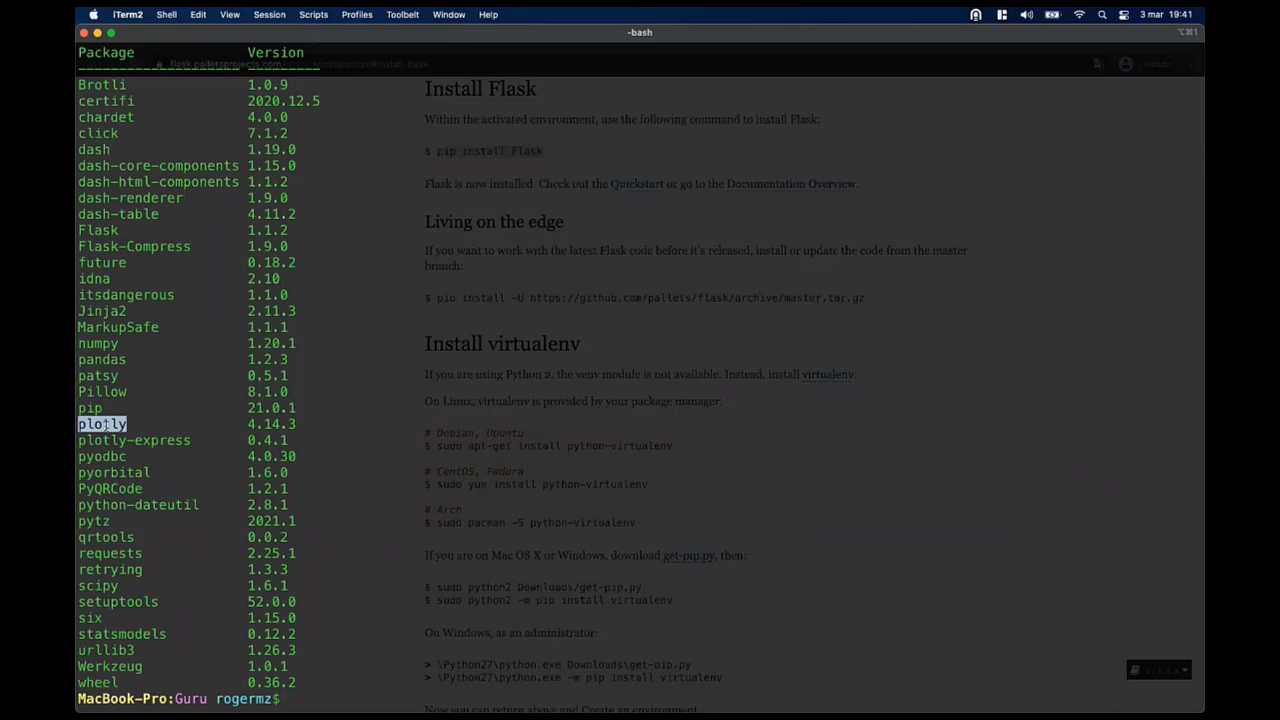 iTerm2 Shell Edit View Session Scripts Profiles Toolbelt Window Help 3 mar 19:41
-bash ⌥⌘1
Package Version
flask.palletsprojects.com
Brotli 1.0.9
certifi 2020.12.5
chardet 4.0.0
click 7.1.2
dash 1.19.0
dash-core-components 1.15.0
dash-html-components 1.1.2
dash-renderer 1.9.0
dash-table 4.11.2
Flask 1.1.2
Flask-Compress 1.9.0
future 0.18.2
idna 2.10
itsdangerous 1.1.0
Jinja2 2.11.3
MarkupSafe 1.1.1
numpy 1.20.1
pandas 1.2.3
patsy 0.5.1
Pillow 8.1.0
pip 21.0.1
plotly 4.14.3
plotly-express 0.4.1
pyodbc 4.0.30
pyorbital 1.6.0
PyQRCode 1.2.1
python-dateutil 2.8.1
pytz 2021.1
qrtools 0.0.2
requests 2.25.1
retrying 1.3.3
scipy 1.6.1
setuptools 52.0.0
six 1.15.0
statsmodels 0.12.2
urllib3 1.26.3
Werkzeug 1.0.1
wheel 0.36.2
MacBook-Pro:Guru rogermz$
Install Flask
Within the activated environment, use the following command to install Flask:
$ pip install Flask
Flask is now installed. Check out the Quickstart or go to the Documentation Overview.
Living on the edge
If you want to work with the latest Flask code before it's released, install or update the code from the master
branch:
$ pip install -U https://github.com/pallets/flask/archive/master.tar.gz
Install virtualenv
If you are using Python 2, the venv module is not available. Instead, install virtualenv.
On Linux, virtualenv is provided by your package manager:
# Debian, Ubuntu
$ sudo apt-get install python-virtualenv
# CentOS, Fedora
$ sudo yum install python-virtualenv
# Arch
$ sudo pacman -S python-virtualenv
If you are on Mac OS X or Windows, download get-pip.py, then:
$ sudo python2 Downloads/get-pip.py
$ sudo python2 -m pip install virtualenv
On Windows, as an administrator:
> \Python27\python.exe Downloads\get-pip.py
> \Python27\python.exe -m pip install virtualenv
Now you can return above and Create an environment.
v: 1.1.x